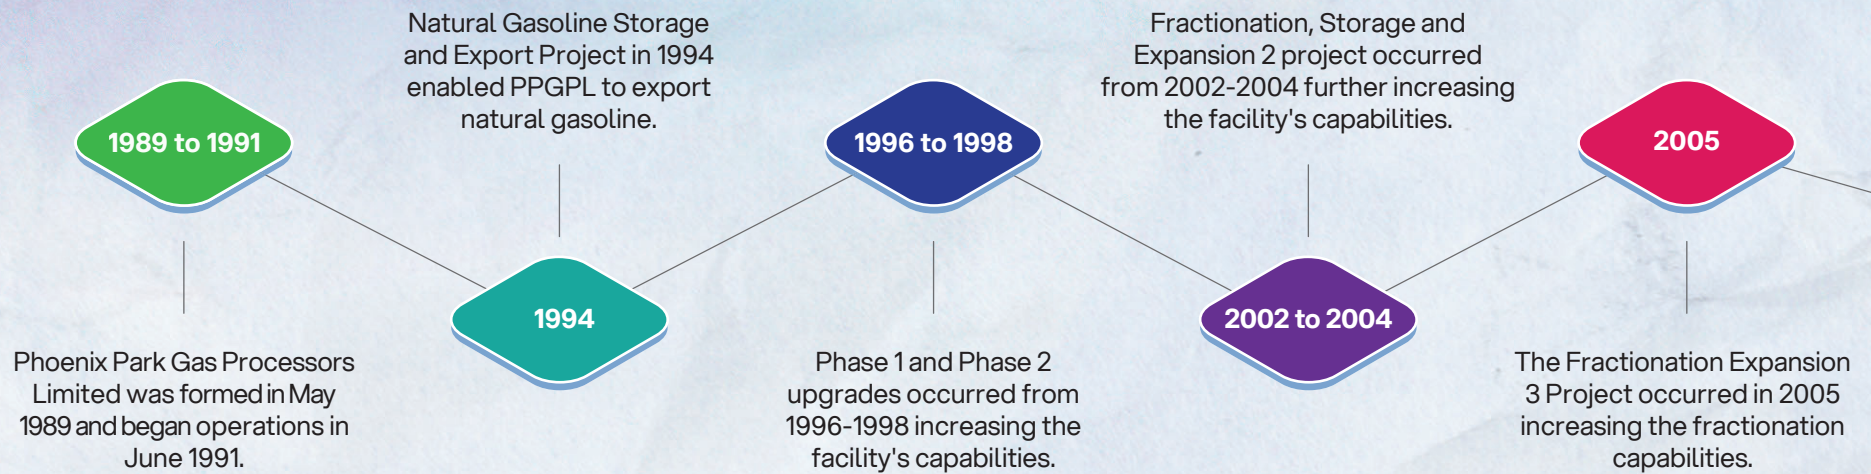 1989 to 1991
Phoenix Park Gas Processors
Limited was formed in May
1989 and began operations in
June 1991.
Natural Gasoline Storage
and Export Project in 1994
enabled PPGPL to export
natural gasoline.
1994
1996 to 1998
Phase 1 and Phase 2
upgrades occurred from
1996-1998 increasing the
facility's capabilities.
Fractionation, Storage and
Expansion 2 project occurred
from 2002-2004 further increasing
the facility's capabilities.
2002 to 2004
2005
The Fractionation Expansion
3 Project occurred in 2005
increasing the fractionation
capabilities.